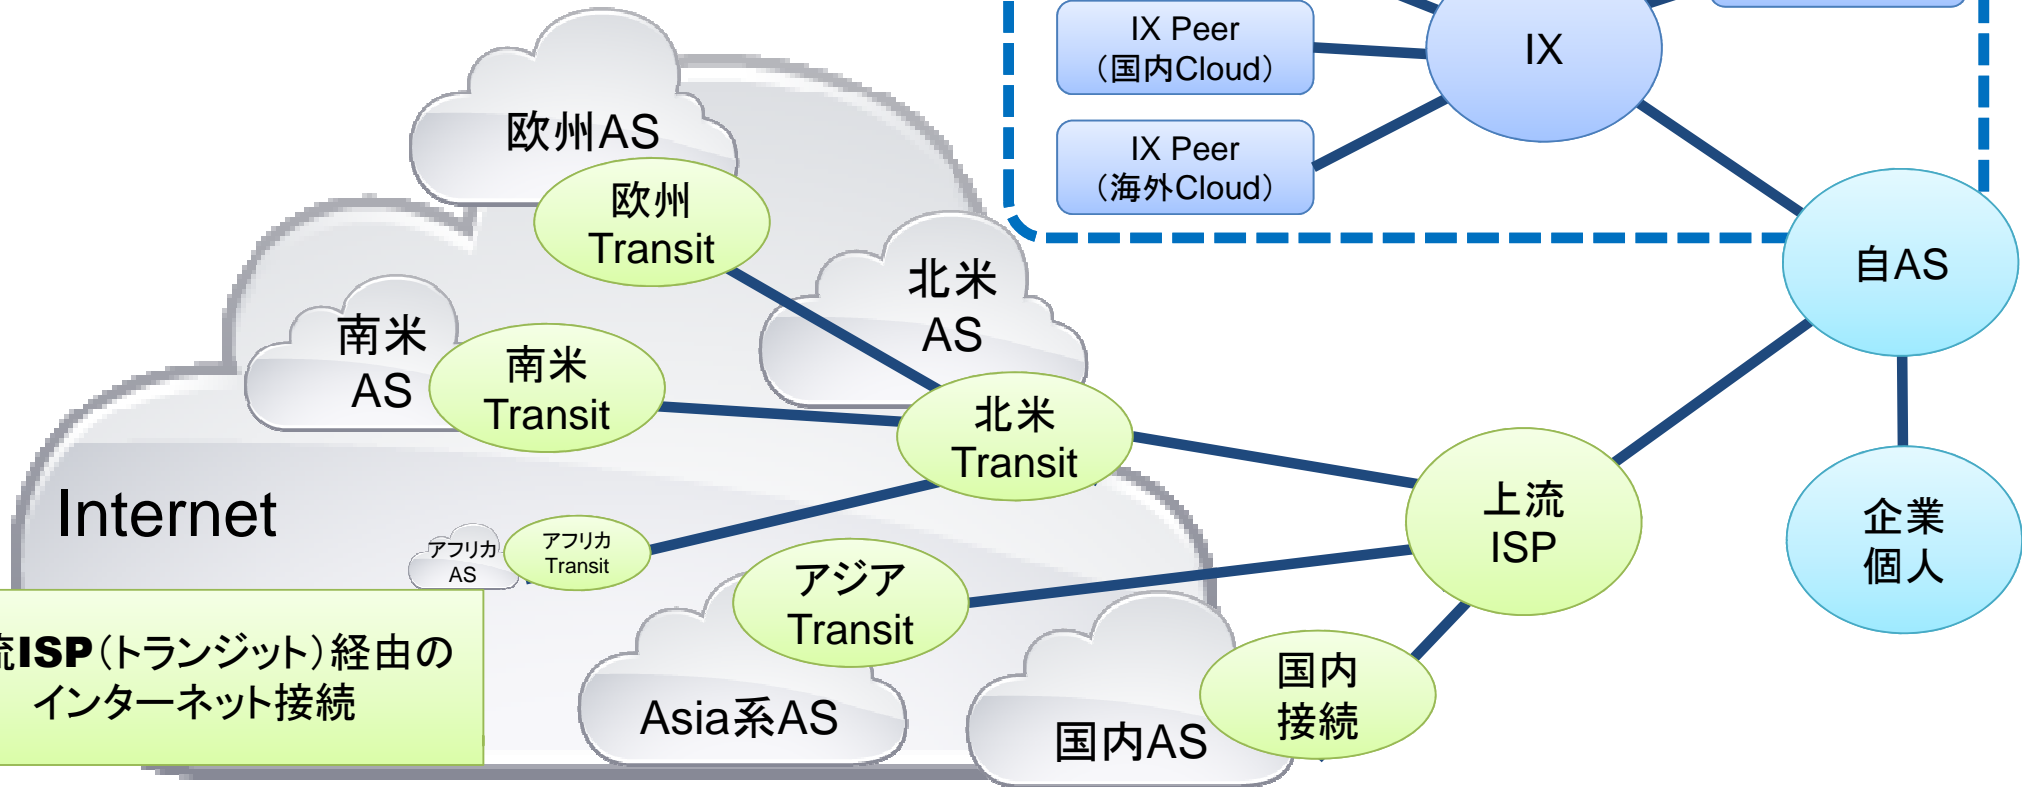 IX Peer
（国内Cloud）
IX
IX Peer
（海外Cloud）
欧州AS
欧州
Transit
北米
AS
自AS
南米
AS
南米
Transit
北米
Transit
Internet
上流
ISP
企業
個人
アフリカ
AS
アフリカ
Transit
アジア
Transit
流ISP（トランジット）経由の
インターネット接続
Asia系AS
国内AS
国内
接続